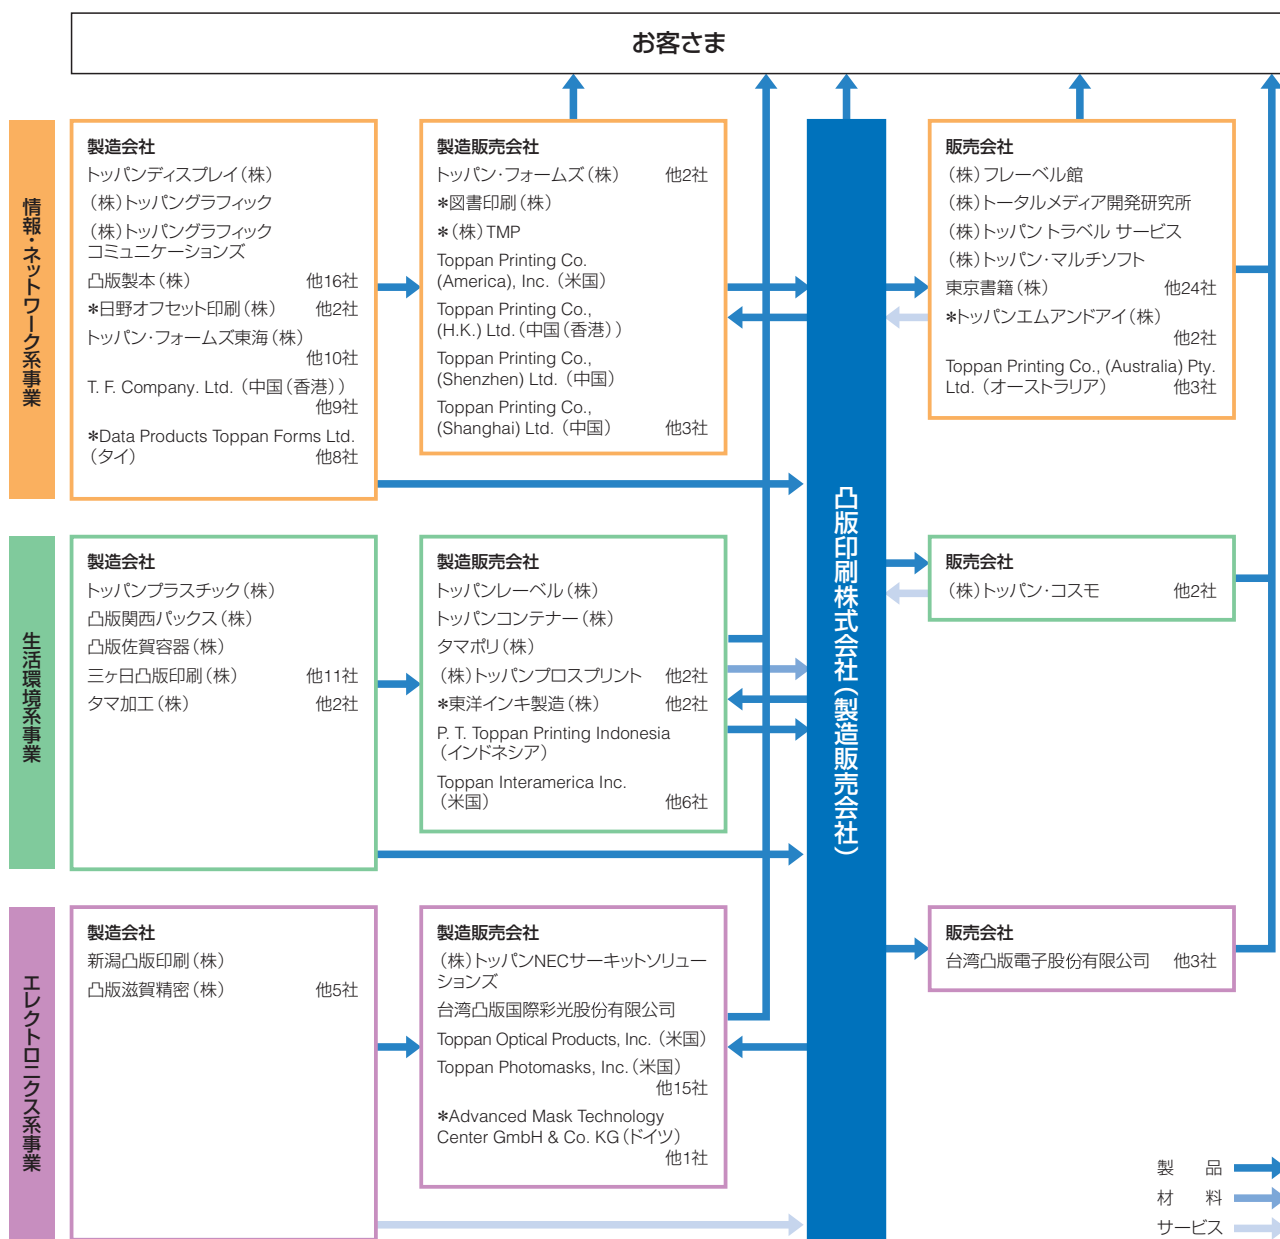 お客さま
情報・ネットワーク系事業
製造会社
トッパンディスプレイ（株）
（株）トッパングラフィック
（株）トッパングラフィック
コミュニケーションズ
凸版製本（株） 他16社
*日野オフセット印刷（株） 他2社
トッパン・フォームズ東海（株）
他10社
T. F. Company. Ltd.（中国（香港））
他9社
*Data Products Toppan Forms Ltd.
（タイ） 他8社
製造販売会社
トッパン・フォームズ（株） 他2社
*図書印刷（株）
*（株）TMP
Toppan Printing Co.
(America), Inc.（米国）
Toppan Printing Co.,
(H.K.) Ltd.（中国（香港））
Toppan Printing Co.,
(Shenzhen) Ltd.（中国）
Toppan Printing Co.,
(Shanghai) Ltd.（中国） 他3社
凸版印刷株式会社（製造販売会社）
販売会社
（株）フレーベル館
（株）トータルメディア開発研究所
（株）トッパン トラベル サービス
（株）トッパン・マルチソフト
東京書籍（株） 他24社
*トッパンエムアンドアイ（株）
他2社
Toppan Printing Co., (Australia) Pty.
Ltd.（オーストラリア） 他3社
生活環境系事業
製造会社
トッパンプラスチック（株）
凸版関西パックス（株）
凸版佐賀容器（株）
三ヶ日凸版印刷（株） 他11社
タマ加工（株） 他2社
製造販売会社
トッパンレーベル（株）
トッパンコンテナー（株）
タマポリ（株）
（株）トッパンプロスプリント 他2社
*東洋インキ製造（株） 他2社
P. T. Toppan Printing Indonesia
（インドネシア）
Toppan Interamerica Inc.
（米国） 他6社
販売会社
（株）トッパン・コスモ 他2社
エレクトロニクス系事業
製造会社
新潟凸版印刷（株）
凸版滋賀精密（株） 他5社
製造販売会社
（株）トッパンNECサーキットソリュー
ションズ
台湾凸版国際彩光股份有限公司
Toppan Optical Products, Inc.（米国）
Toppan Photomasks, Inc.（米国）
他15社
*Advanced Mask Technology
Center GmbH & Co. KG（ドイツ）
他1社
販売会社
台湾凸版電子股份有限公司 他3社
製 品
材 料
サービス